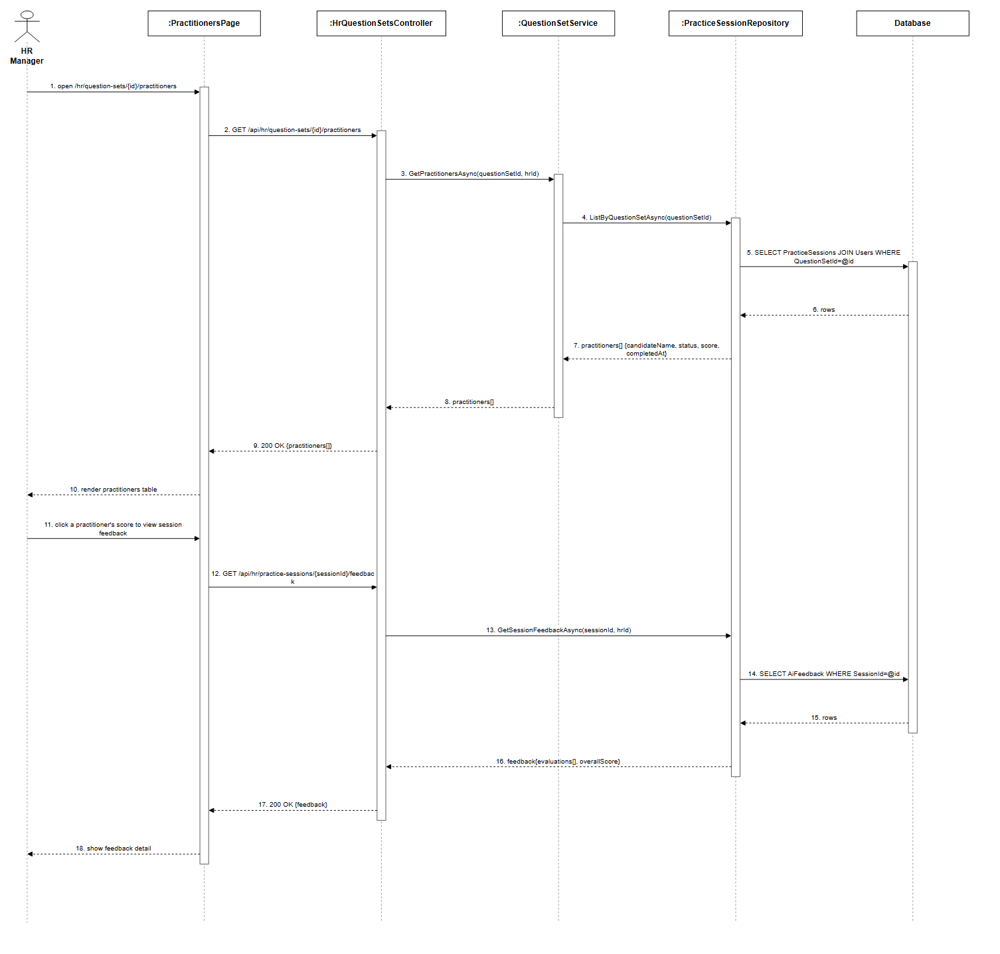 :PractitionersPage
:HrQuestionSetsController
:QuestionSetService
:PracticeSessionRepository
Database
HR
Manager
1. open /hr/question-sets/{id}/practitioners
2. GET /api/hr/question-sets/{id}/practitioners
3. GetPractitionersAsync(questionSetId, hrId)
4. ListByQuestionSetAsync(questionSetId)
5. SELECT PracticeSessions JOIN Users WHERE
QuestionSetId=@id
6. rows
7. practitioners[] {candidateName, status, score,
completedAt}
8. practitioners[]
9. 200 OK {practitioners[]}
10. render practitioners table
11. click a practitioner's score to view session
feedback
12. GET /api/hr/practice-sessions/{sessionId}/feedbac
k
13. GetSessionFeedbackAsync(sessionId, hrId)
14. SELECT AiFeedback WHERE SessionId=@id
15. rows
16. feedback{evaluations[], overallScore}
17. 200 OK {feedback}
18. show feedback detail